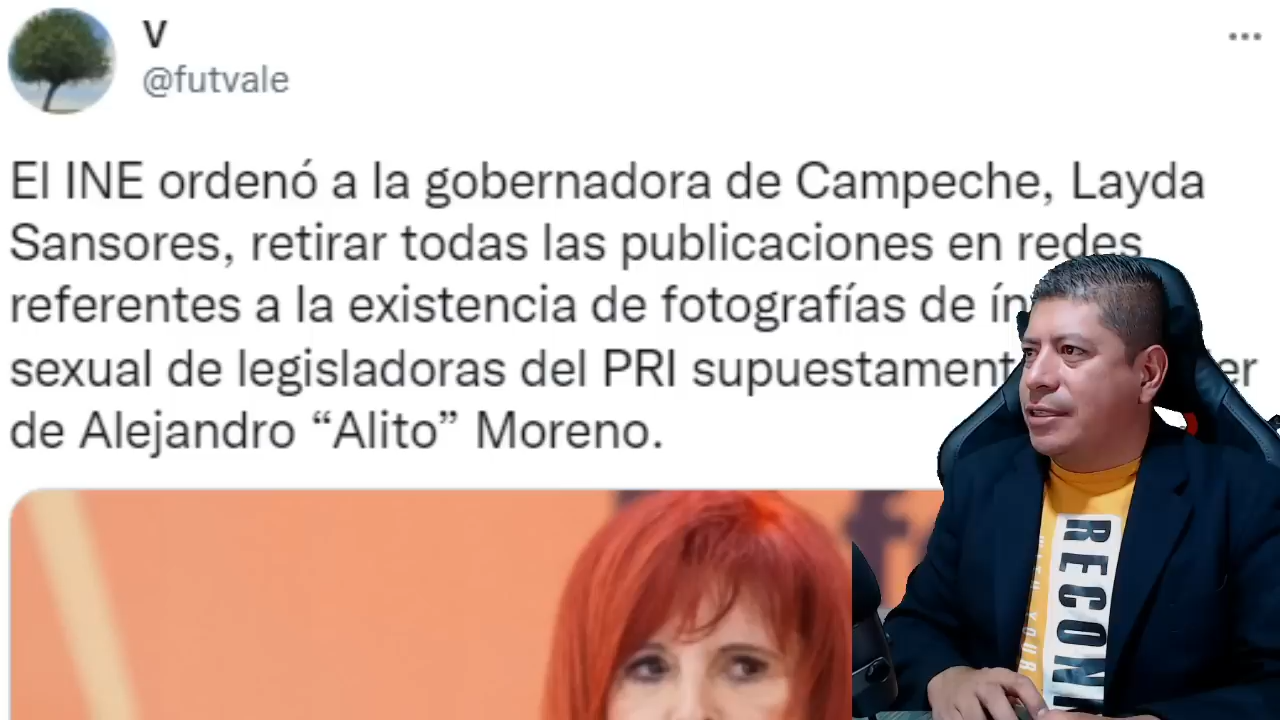 V
@futvale
El INE ordenó a la gobernadora de Campeche, Layda
Sansores, retirar todas las publicaciones en redes
referentes a la existencia de fotografías de
sexual de legisladoras del PRI
de Alejandro “Alito” Moreno.
RECON